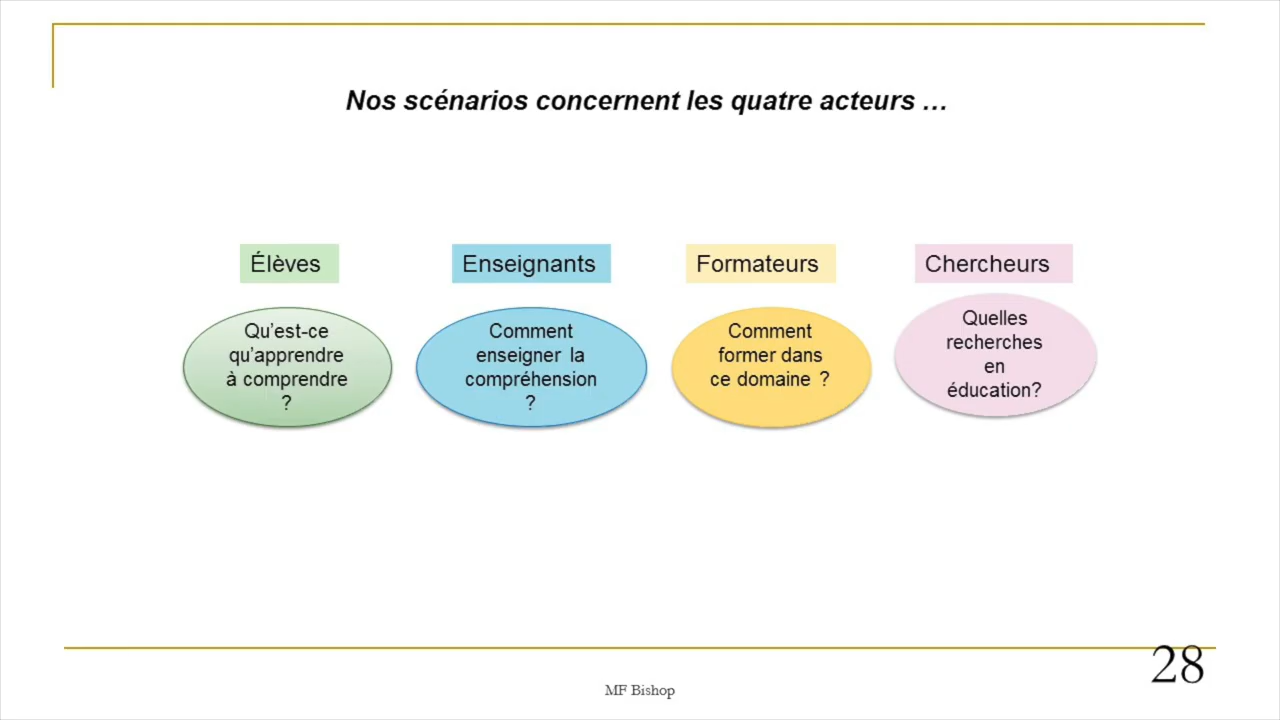 Nos scénarios concernent les quatre acteurs …
Élèves
Enseignants
Formateurs
Chercheurs
Qu’est-ce
qu’apprendre
à comprendre
?
Comment
enseigner la
compréhension
?
Comment
former dans
ce domaine ?
Quelles
recherches
en
éducation?
28
MF Bishop